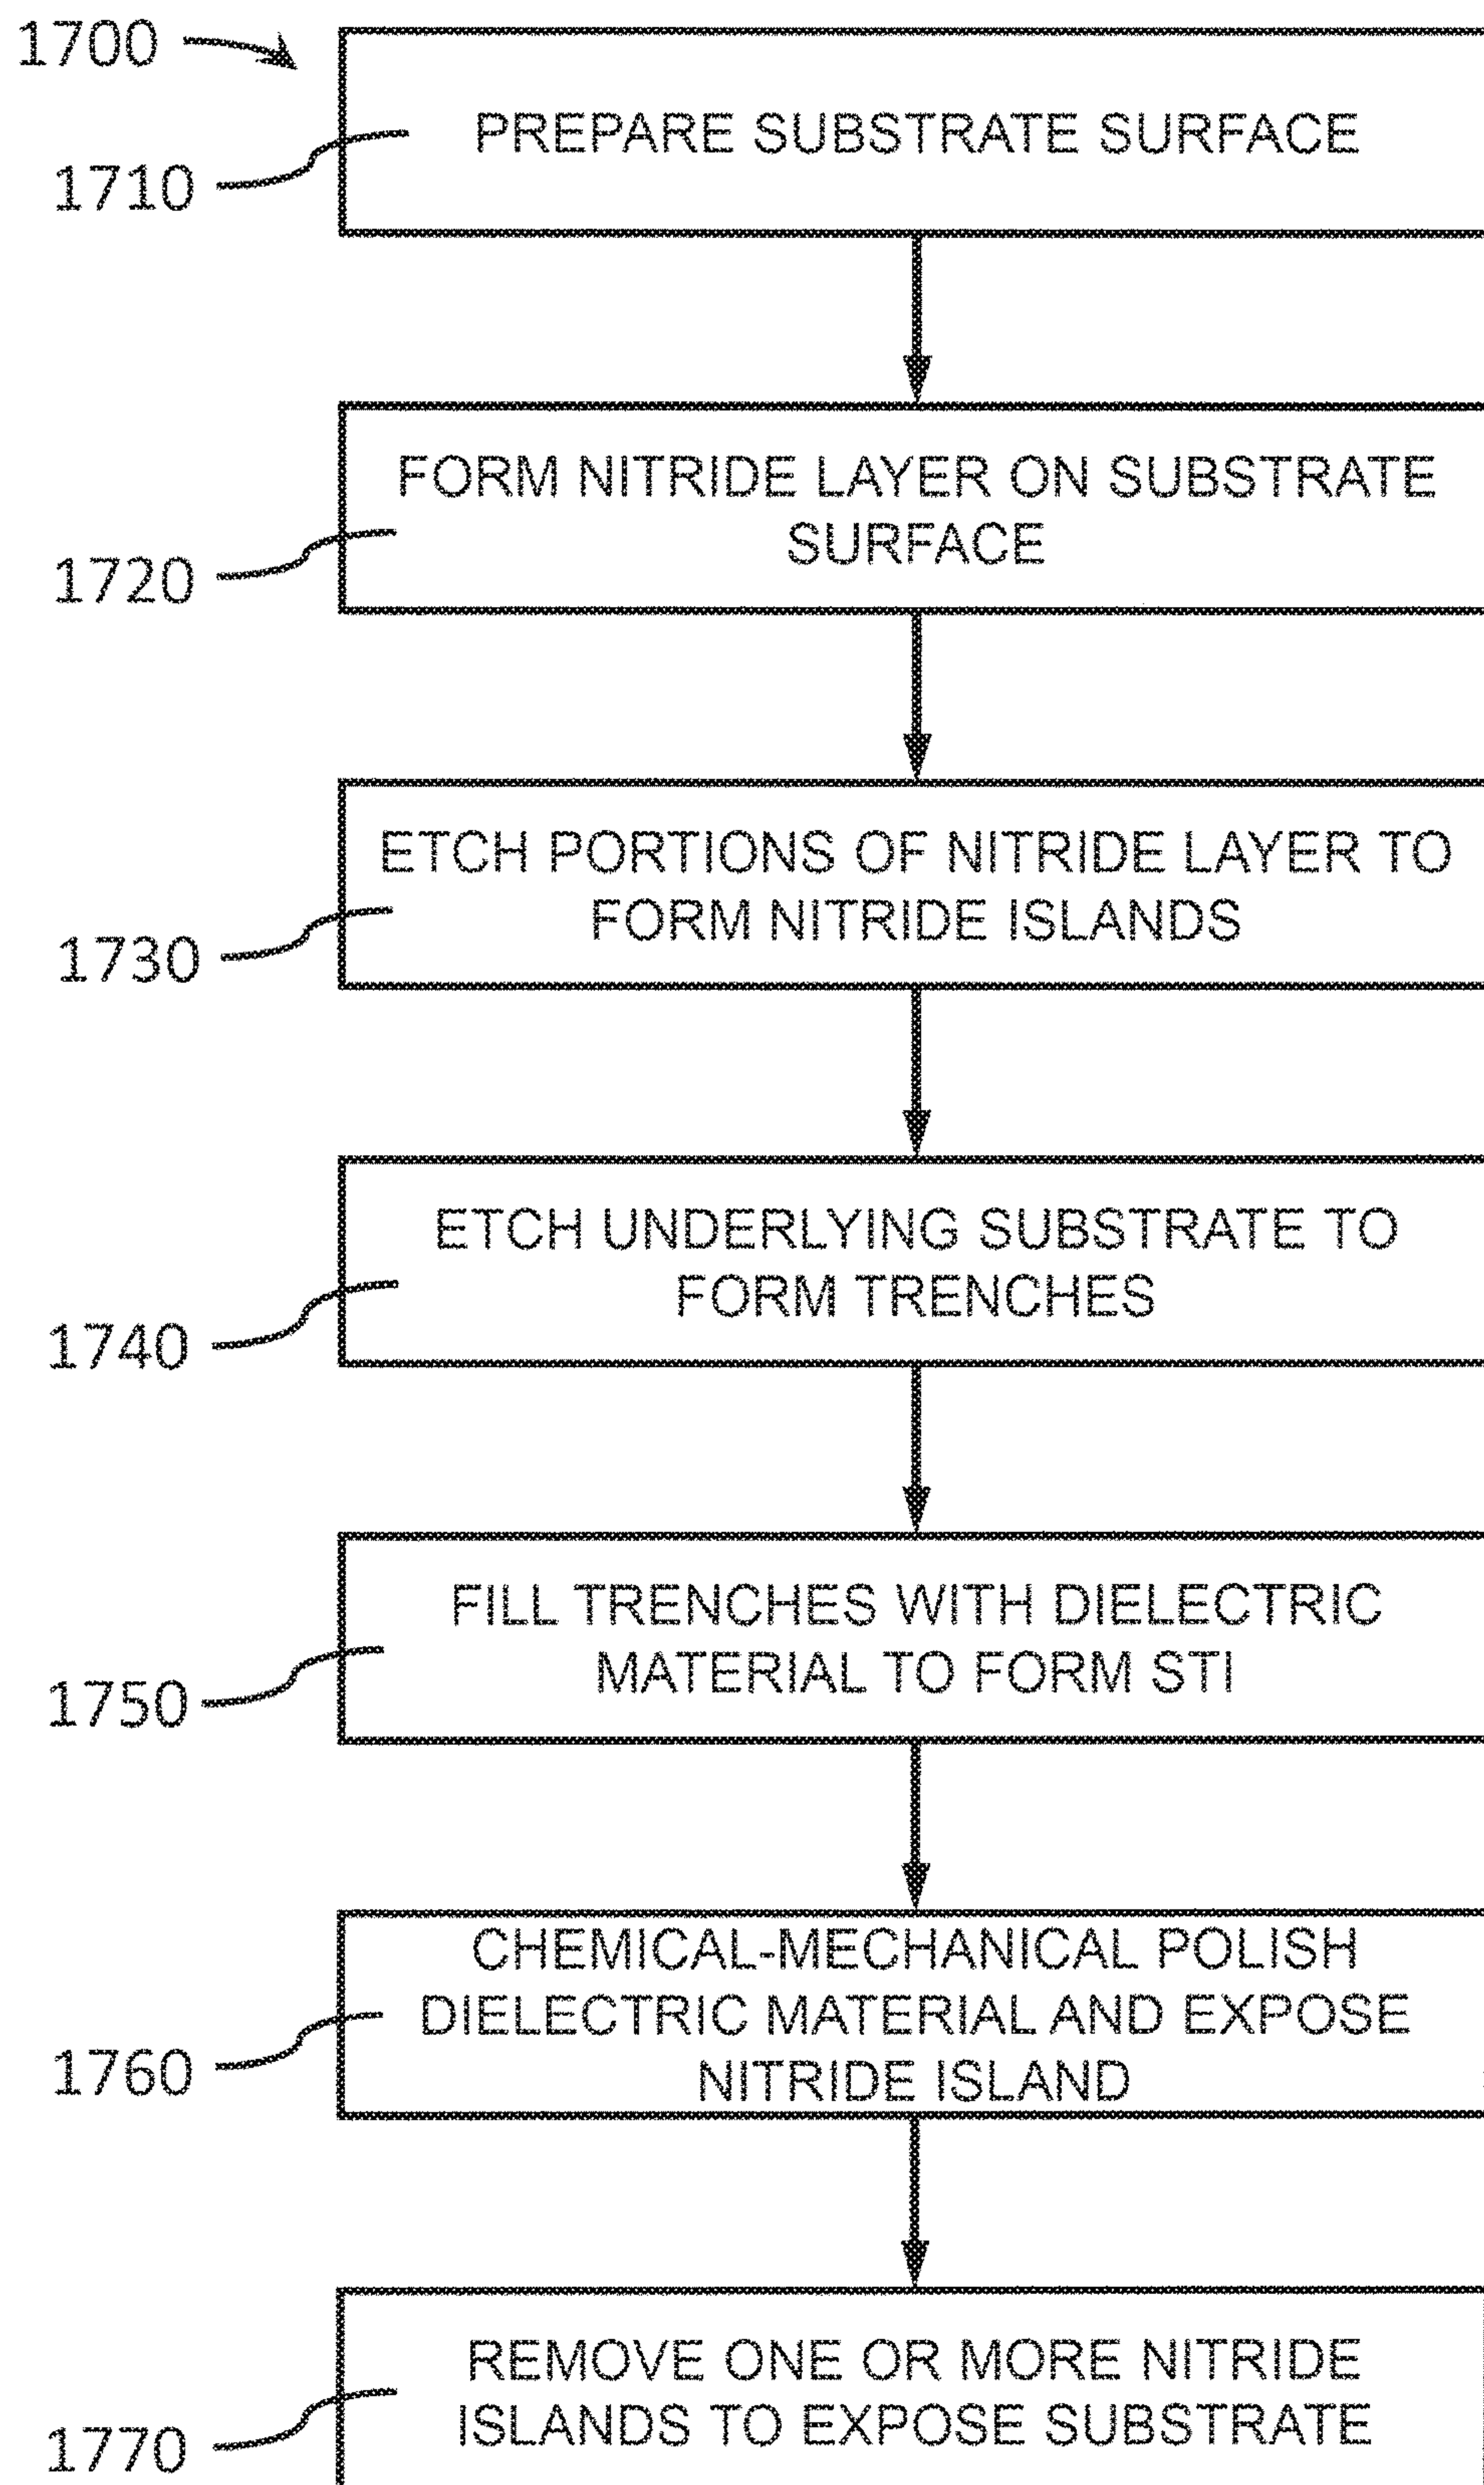 1700
PREPARE SUBSTRATE SURFACE
1710
FORM NITRIDE LAYER ON SUBSTRATE
SURFACE
1720
ETCH PORTIONS OF NITRIDE LAYER TO
FORM NITRIDE ISLANDS
1730
ETCH UNDERLYING SUBSTRATE TO
FORM TRENCHES
1740
FILL TRENCHES WITH DIELECTRIC
MATERIAL TO FORM STI
1750
CHEMICAL-MECHANICAL POLISH
DIELECTRIC MATERIAL AND EXPOSE
NITRIDE ISLAND
1760
REMOVE ONE OR MORE NITRIDE
ISLANDS TO EXPOSE SUBSTRATE
1770